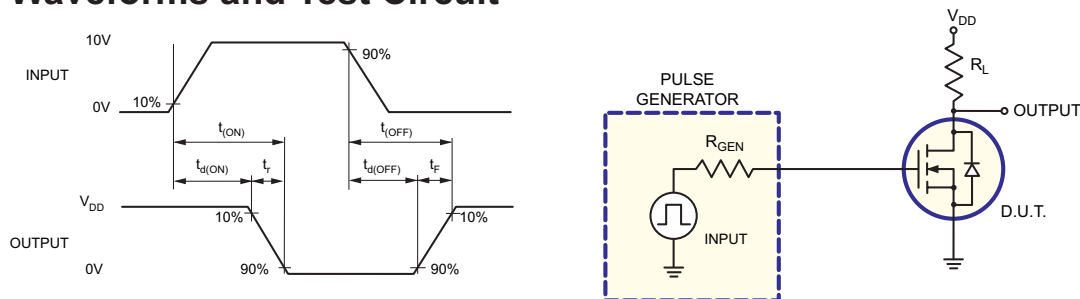 Waveforms and Test Circuit
10V
INPUT
0V
10%
90%
t(ON)
t(OFF)
td(ON)
tr
td(OFF)
tF
VDD
OUTPUT
0V
10%
90%
10%
90%
VDD
RL
OUTPUT
PULSE
GENERATOR
RGEN
INPUT
D.U.T.